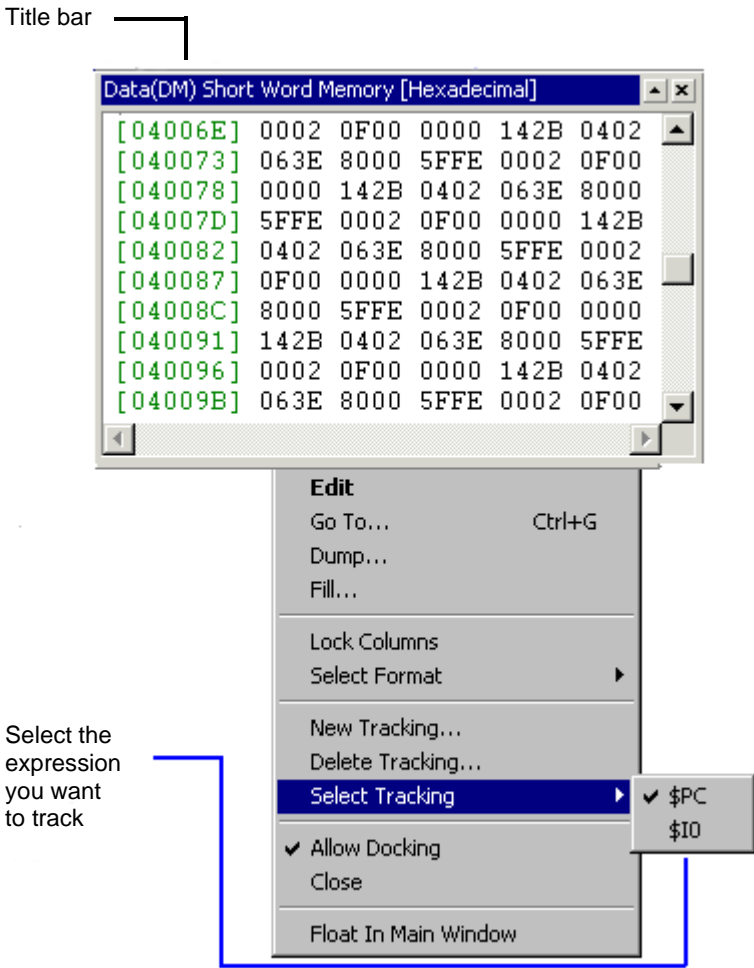 Title bar
Data(DM) Short Word Memory [Hexadecimal]
[04006E] 0002 0F00 0000 142B 0402
[040073] 063E 8000 5FFE 0002 0F00
[040078] 0000 142B 0402 063E 8000
[04007D] 5FFE 0002 0F00 0000 142B
[040082] 0402 063E 8000 5FFE 0002
[040087] 0F00 0000 142B 0402 063E
[04008C] 8000 5FFE 0002 0F00 0000
[040091] 142B 0402 063E 8000 5FFE
[040096] 0002 0F00 0000 142B 0402
[04009B] 063E 8000 5FFE 0002 0F00
Edit
Go To... Ctrl+G
Dump...
Fill...
Lock Columns
Select Format
New Tracking...
Delete Tracking...
Select Tracking
$PC
$I0
Allow Docking
Close
Float In Main Window
Select the
expression
you want
to track